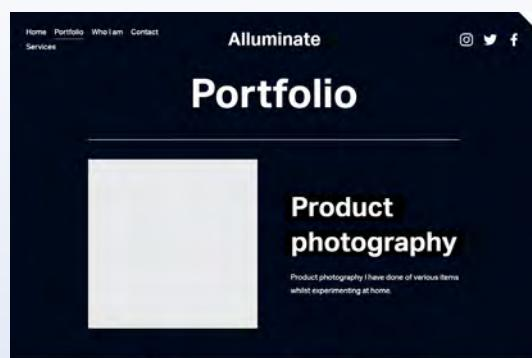 Home Portfolio Who I am Contact
Services
Alluminate
Portfolio
Product
photography
Product photography I have done of various items
whilst experimenting at home.